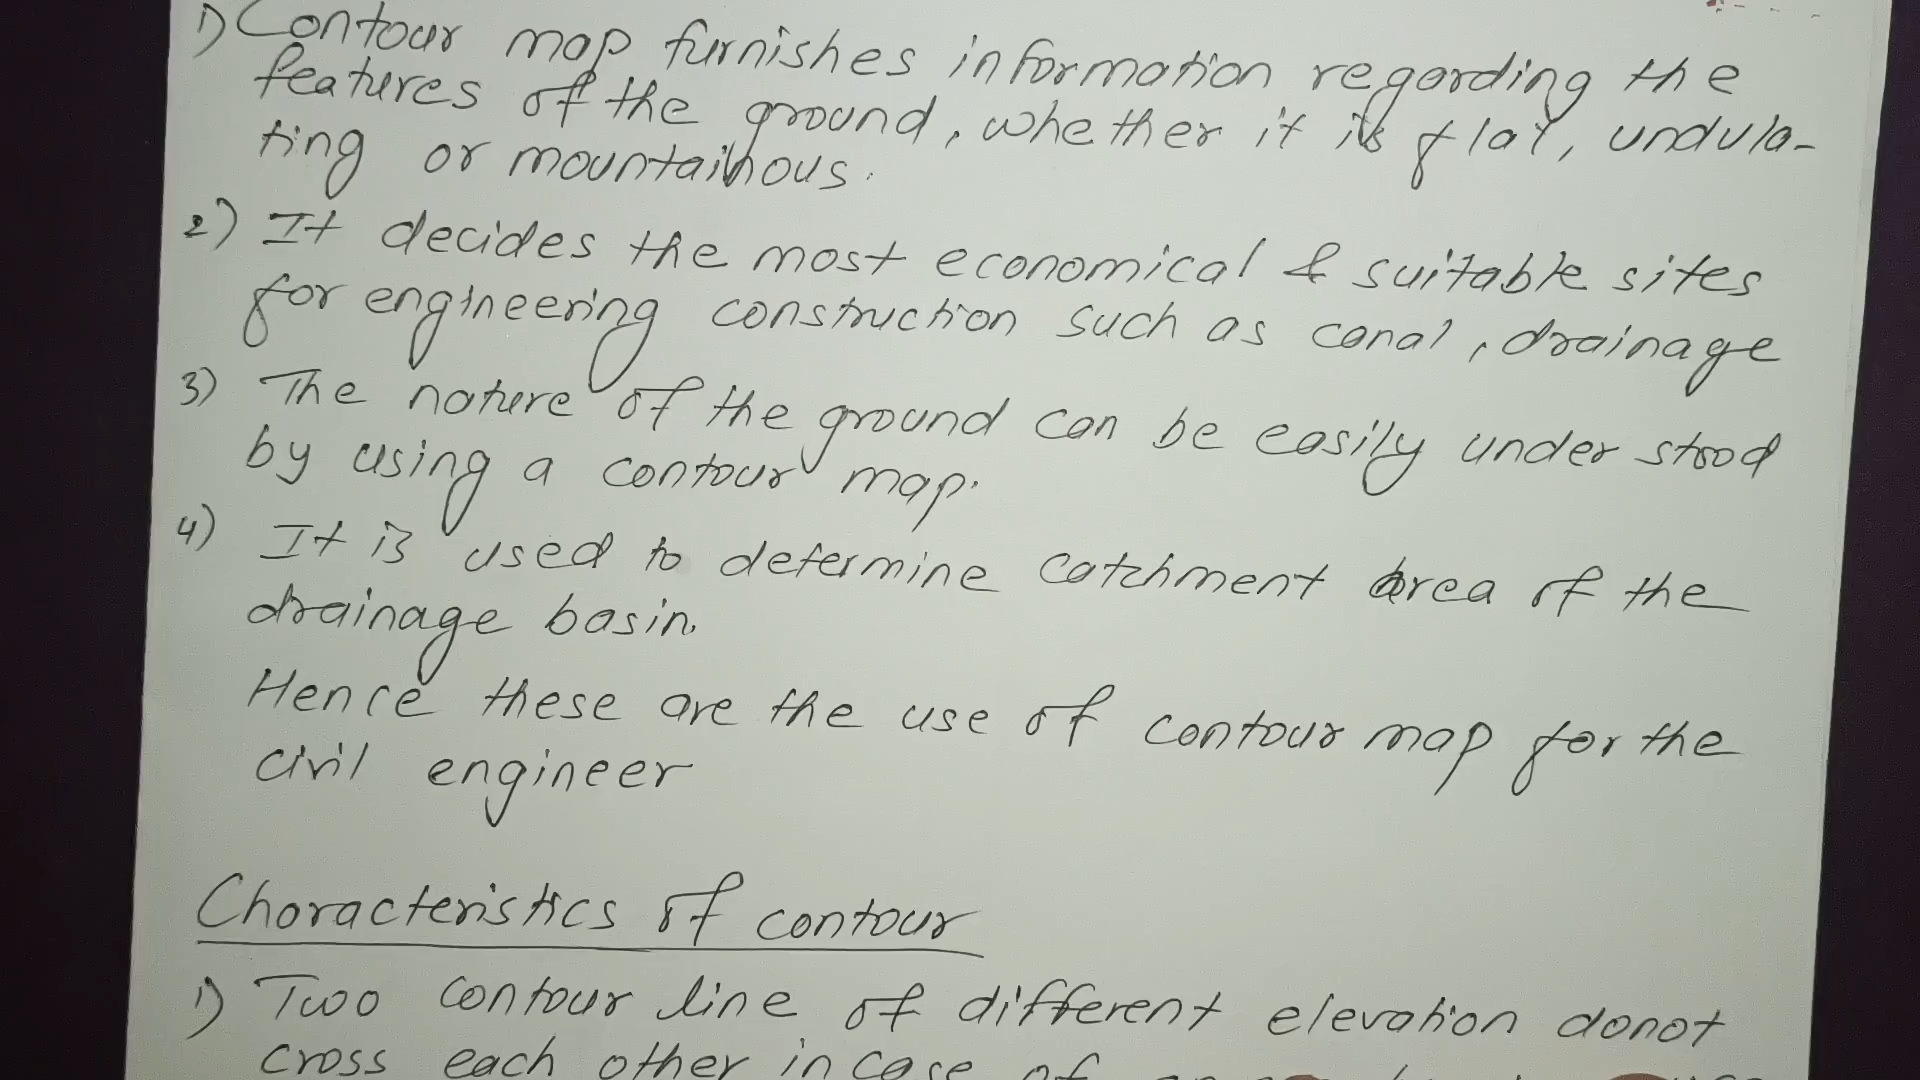 1) Contour map furnishes information regarding the
features of the ground, whether it is flat, undula-
ting or mountainous.
2) It decides the most economical & suitable sites
for engineering construction such as canal, drainage
3) The nature of the ground can be easily under stood
by using a contour map.
4) It is used to determine catchment area of the
drainage basin.
Hence these are the use of contour map for the
civil engineer
Characteristics of contour
1) Two contour line of different elevation donot
cross each other in case of